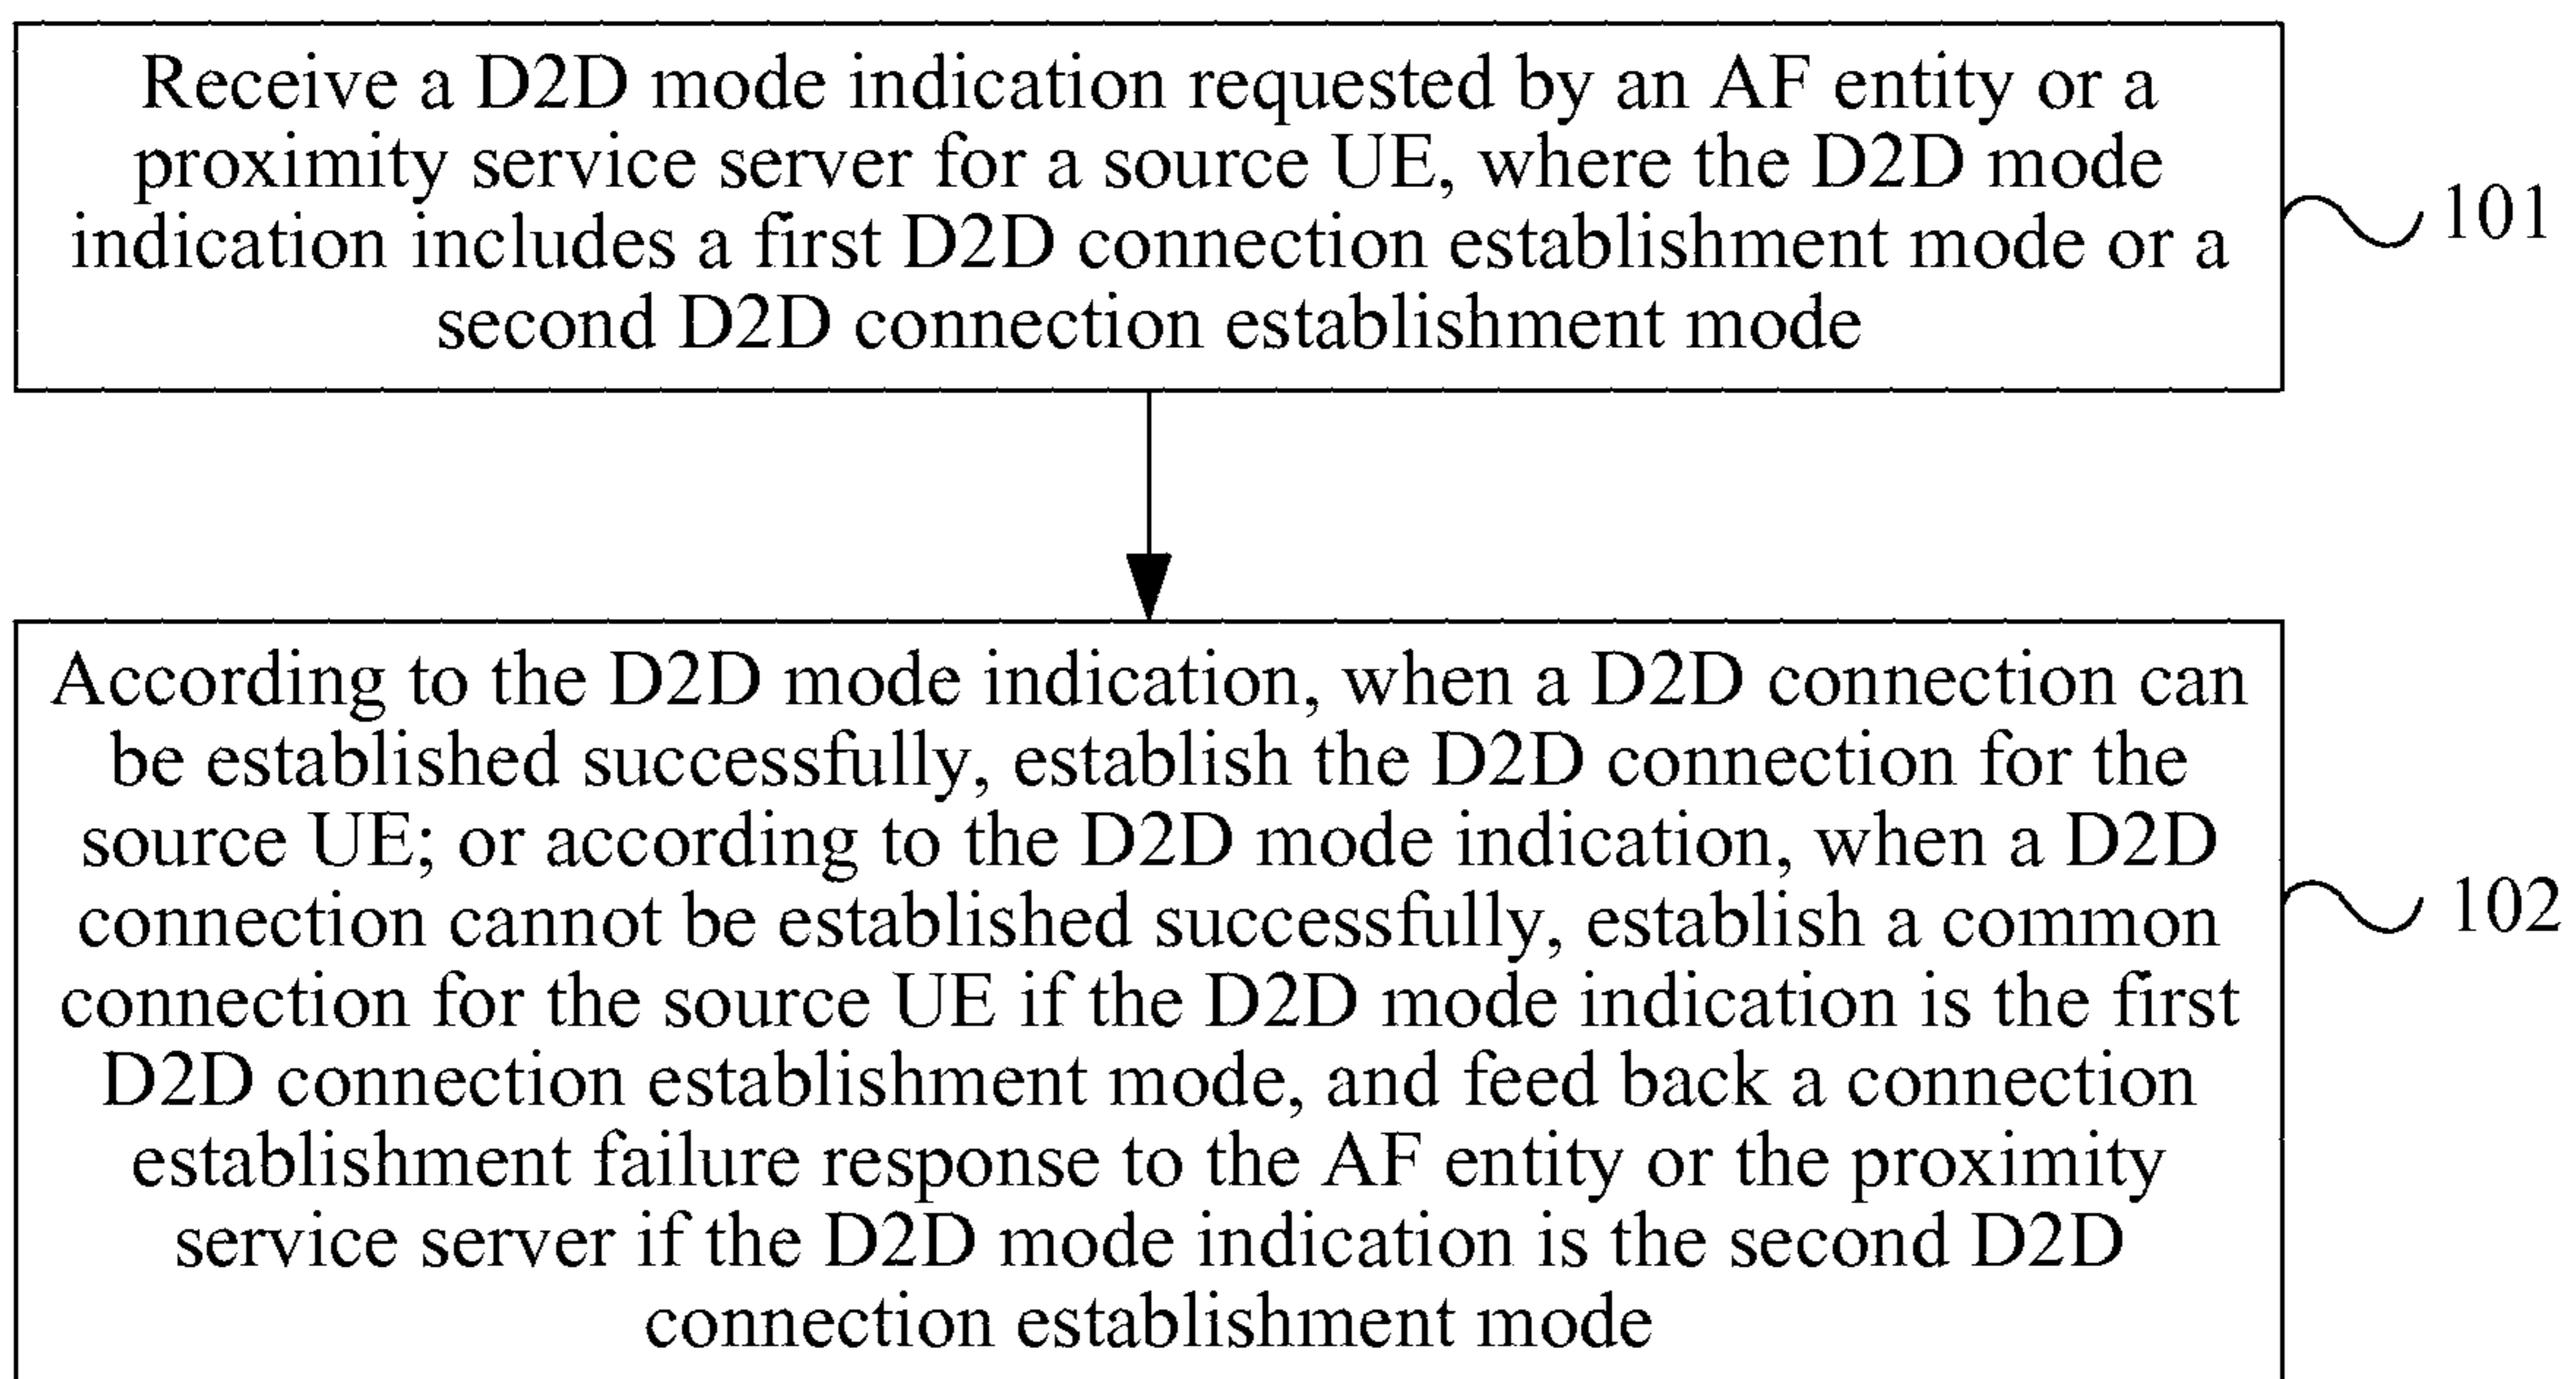 Receive a D2D mode indication requested by an AF entity or a
proximity service server for a source UE, where the D2D mode
indication includes a first D2D connection establishment mode or a
second D2D connection establishment mode
101
According to the D2D mode indication, when a D2D connection can
be established successfully, establish the D2D connection for the
source UE; or according to the D2D mode indication, when a D2D
connection cannot be established successfully, establish a common
connection for the source UE if the D2D mode indication is the first
D2D connection establishment mode, and feed back a connection
establishment failure response to the AF entity or the proximity
service server if the D2D mode indication is the second D2D
connection establishment mode
102